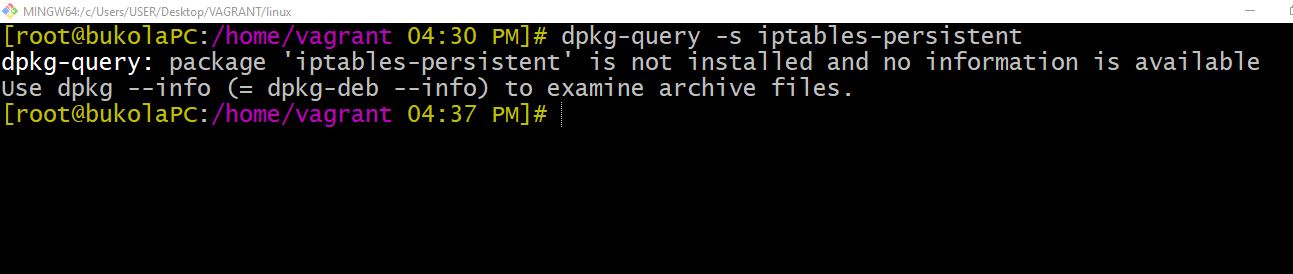 MINGW64:/c/Users/USER/Desktop/VAGRANT/linux
[root@bukolaPC:/home/vagrant 04:30 PM]# dpkg-query -s iptables-persistent
dpkg-query: package 'iptables-persistent' is not installed and no information is available
Use dpkg --info (= dpkg-deb --info) to examine archive files.
[root@bukolaPC:/home/vagrant 04:37 PM]#